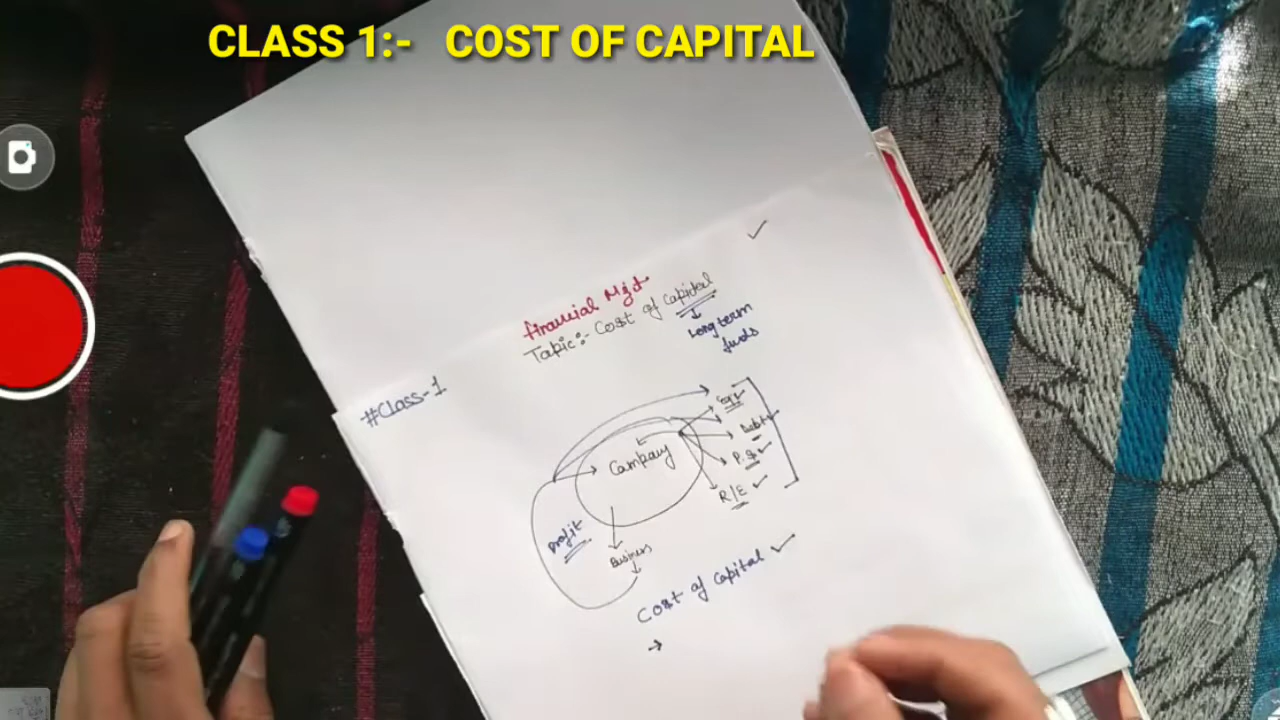 CLASS 1:- COST OF CAPITAL
Financial Mgt
Topic:- Cost of Capital
Long term
funds
#Class-1
Equ
Debt
P.S
R/E
Company
Profit
Business
Cost of Capital